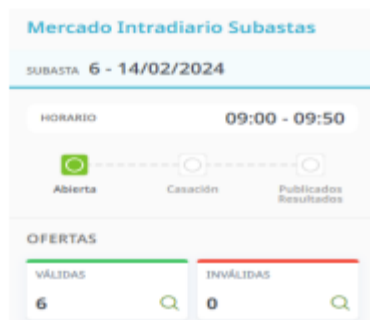 Mercado Intradiario Subastas
SUBASTA 6 - 14/02/2024
HORARIO 09:00 - 09:50
Abierta Casación Publicados
Resultados
OFERTAS
VÁLIDAS INVÁLIDAS
6 0